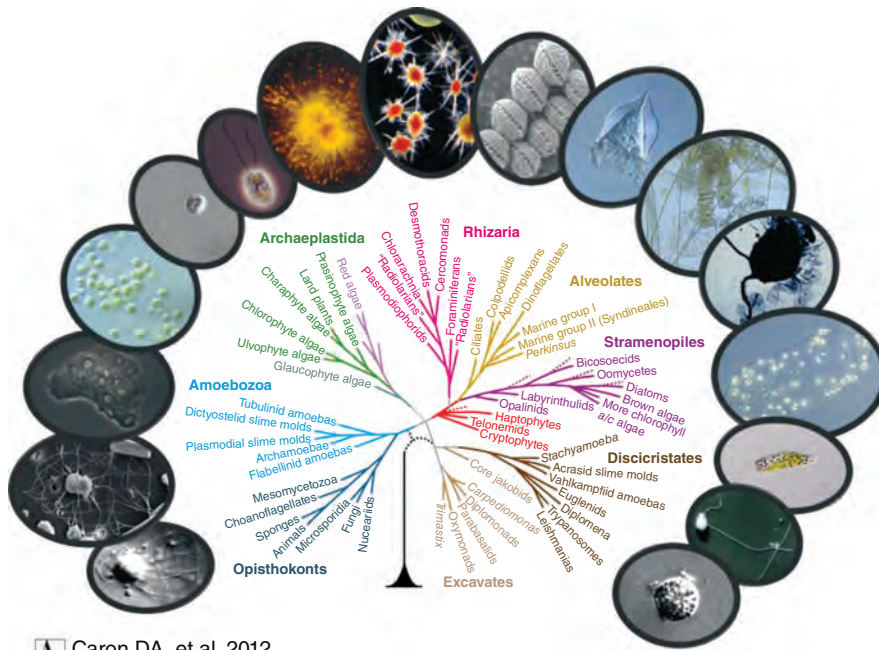 Archaeplastida
Prasinophyte algae
Red algae
Land plants
Charaphyte algae
Chlorophyte algae
Ulvophyte algae
Glaucophyte algae
Rhizaria
Desmothoracids
Cercomonads
Chlorarachnia
"Radiolarians"
Plasmodiophorids
Foraminiferans
"Radiolarians"
Alveolates
Ciliates
Colpodellids
Apicomplexans
Dinoflagellates
Marine group I
Marine group II (Syndineales)
Perkinsus
Stramenopiles
Bicosoecids
Oomycetes
Diatoms
Brown algae
More chlorophyll
a/c algae
Labyrinthulids
Opalinids
Haptophytes
Telonemids
Cryptophytes
Amoebozoa
Tubulinid amoebas
Dictyostelid slime molds
Plasmodial slime molds
Archamoebae
Flabellinid amoebas
Discicristates
Stachyamoeba
Acrasid slime molds
Vahlkampfiid amoebas
Euglenids
Diplomena
Trypanosomes
Leishmanias
Mesomycetozoa
Choanoflagellates
Sponges
Animals
Microsporidia
Fungi
Nucleariids
Opisthokonts
Core jakobids
Carpediomonas
Diplomonads
Parabasalids
Oxymonads
Trimastix
Excavates
Caron DA, et al. 2012